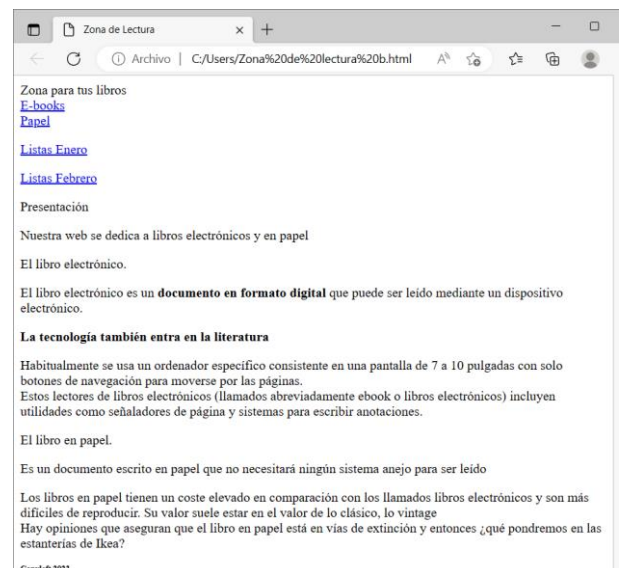 Zona de Lectura
Archivo | C:/Users/Zona%20de%20lectura%20b.html
Zona para tus libros
E-books
Papel
Listas Enero
Listas Febrero
Presentación
Nuestra web se dedica a libros electrónicos y en papel
El libro electrónico.
El libro electrónico es un documento en formato digital que puede ser leído mediante un dispositivo
electrónico.
La tecnología también entra en la literatura
Habitualmente se usa un ordenador específico consistente en una pantalla de 7 a 10 pulgadas con solo
botones de navegación para moverse por las páginas.
Estos lectores de libros electrónicos (llamados abreviadamente ebook o libros electrónicos) incluyen
utilidades como señaladores de página y sistemas para escribir anotaciones.
El libro en papel.
Es un documento escrito en papel que no necesitará ningún sistema anejo para ser leído
Los libros en papel tienen un coste elevado en comparación con los llamados libros electrónicos y son más
difíciles de reproducir. Su valor suele estar en el valor de lo clásico, lo vintage
Hay opiniones que aseguran que el libro en papel está en vías de extinción y entonces ¿qué pondremos en las
estanterías de Ikea?